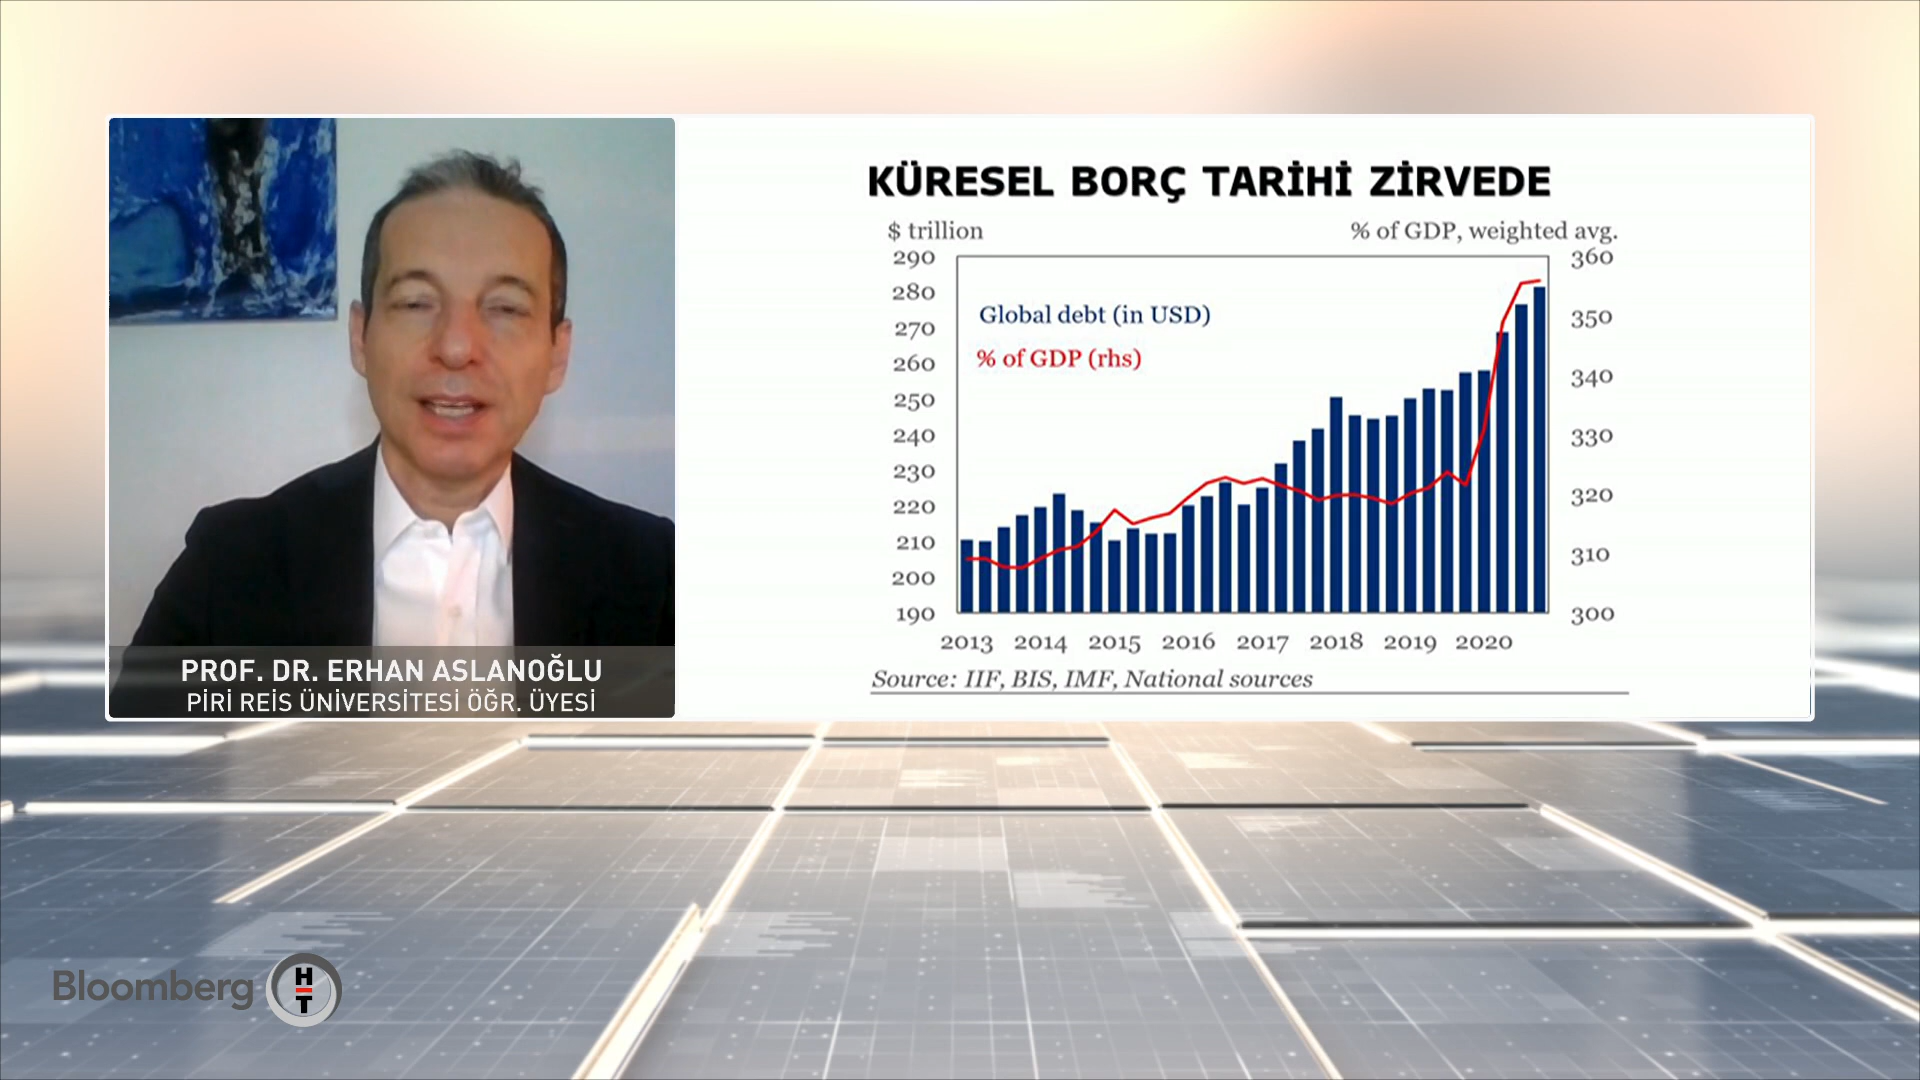 KÜRESEL BORÇ TARİHİ ZİRVEDE
$ trillion
% of GDP, weighted avg.
290
280
270
260
250
240
230
220
210
200
190
360
350
340
330
320
310
300
Global debt (in USD)
% of GDP (rhs)
2013 2014 2015 2016 2017 2018 2019 2020
Source: IIF, BIS, IMF, National sources
PROF. DR. ERHAN ASLANOĞLU
PİRİ REİS ÜNİVERSİTESİ ÖĞR. ÜYESİ
Bloomberg HT